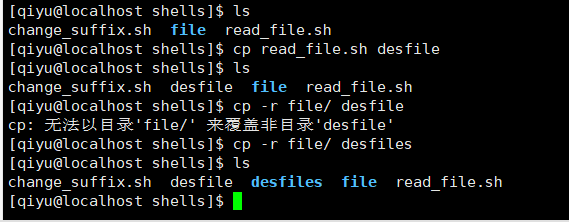 [qiyu@localhost shells]$ ls
change_suffix.sh  file  read_file.sh
[qiyu@localhost shells]$ cp read_file.sh desfile
[qiyu@localhost shells]$ ls
change_suffix.sh  desfile  file  read_file.sh
[qiyu@localhost shells]$ cp -r file/ desfile
cp: 无法以目录'file/' 来覆盖非目录'desfile'
[qiyu@localhost shells]$ cp -r file/ desfiles
[qiyu@localhost shells]$ ls
change_suffix.sh  desfile  desfiles  file  read_file.sh
[qiyu@localhost shells]$